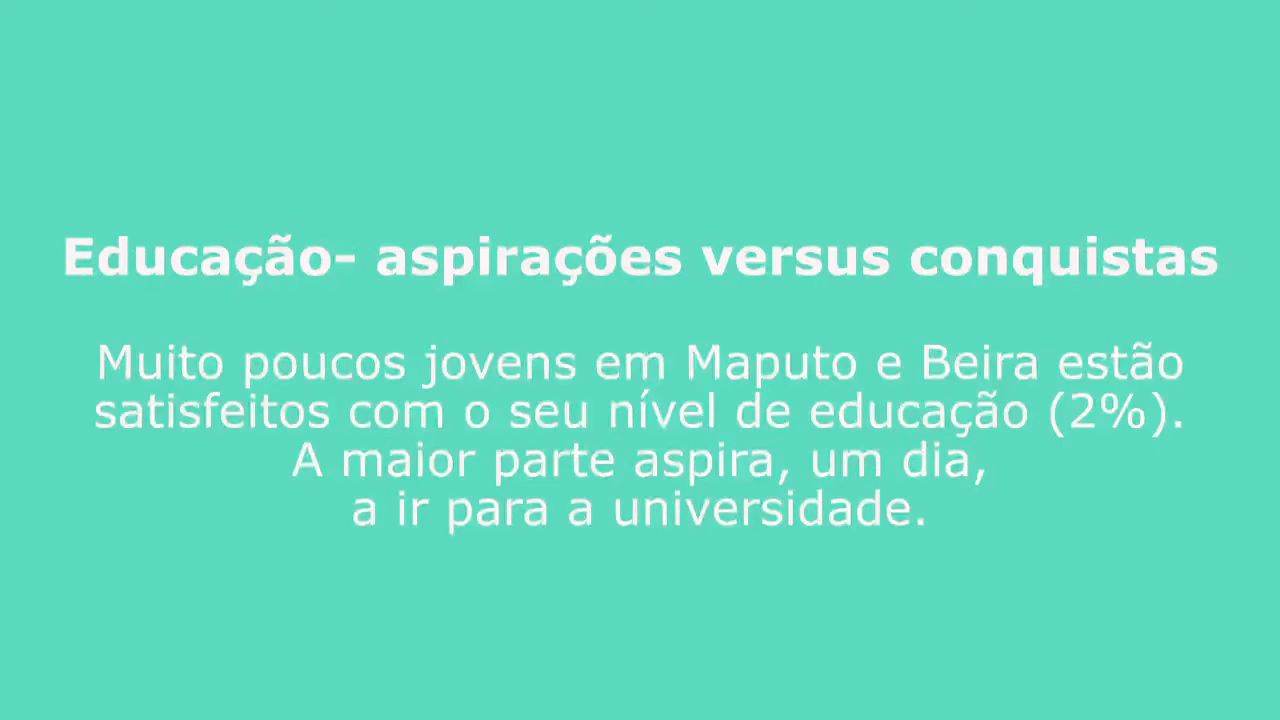 Educação- aspirações versus conquistas
Muito poucos jovens em Maputo e Beira estão
satisfeitos com o seu nível de educação (2%).
A maior parte aspira, um dia,
a ir para a universidade.